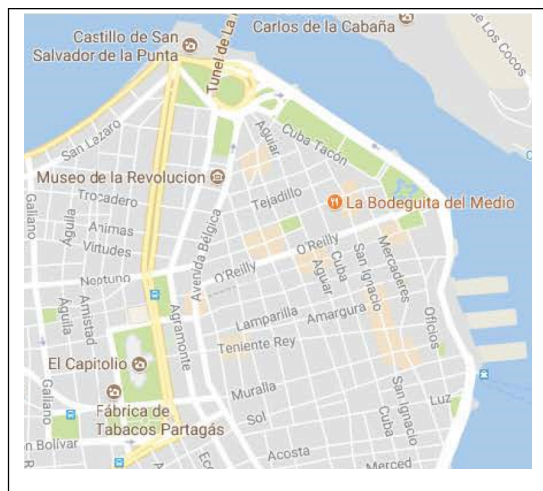 Castillo de San
Salvador de la Punta
Carlos de la Cabaña
De Los Cocos
Tunel de La
San Lazaro
Aguiar
Cuba Tacón
Museo de la Revolucion
Tejadillo
La Bodeguita del Medio
Trocadero
Galiano
Águila
Animas
Virtudes
Avenida Bélgica
O'Reilly
O'Reilly
Mercaderes
Cuba
San Ignacio
Aguiar
Neptuno
Águila
Amistad
Agramonte
Lamparilla
Amargura
Oficios
Teniente Rey
El Capitolio
Galiano
Muralla
Fábrica de
Tabacos Partagás
Sol
Luz
San Ignacio
Cuba
n Bolívar
Acosta
Merced